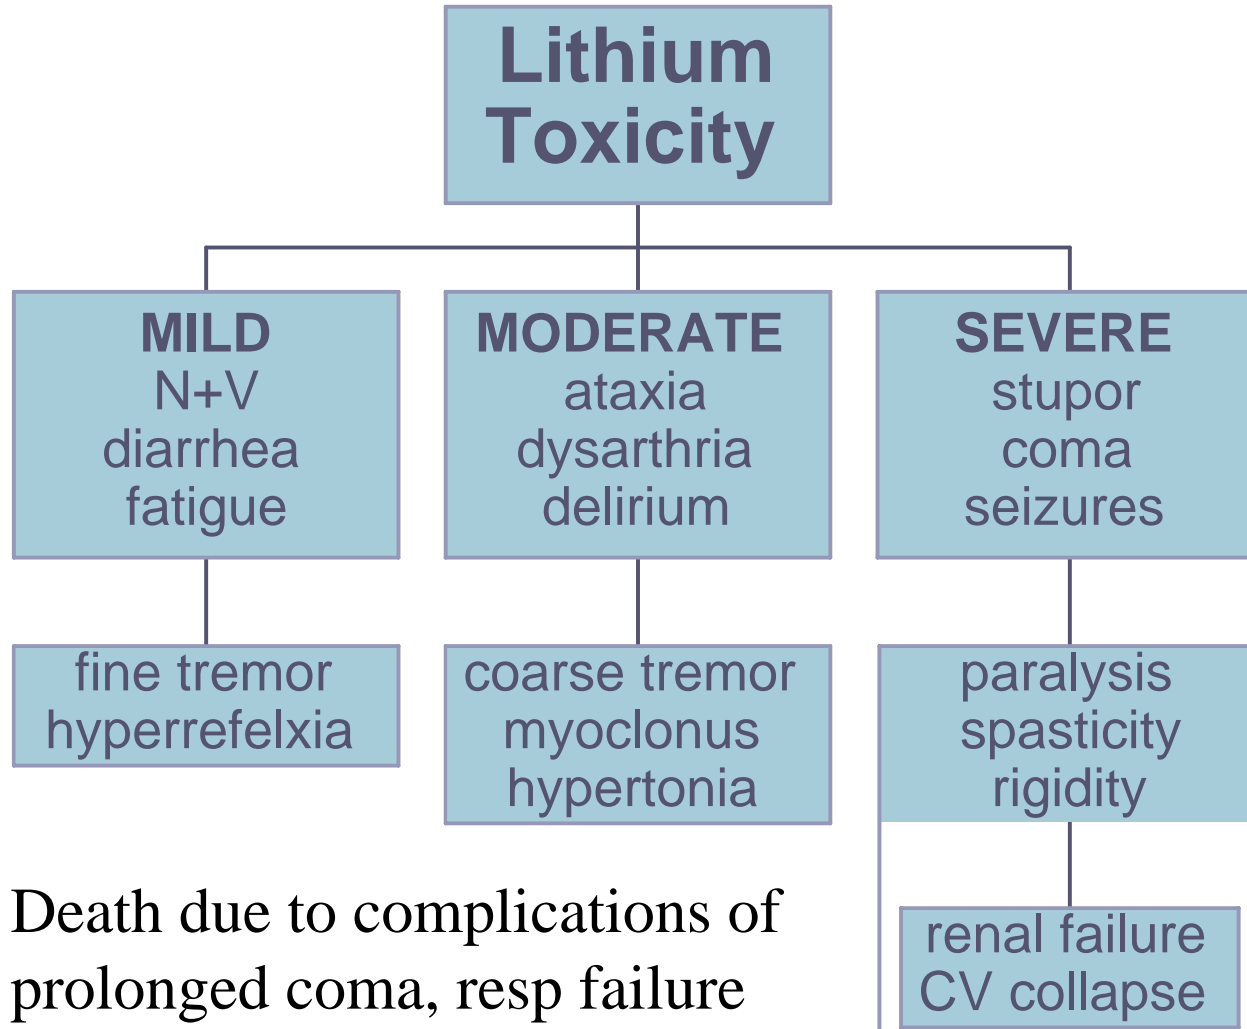 Lithium
Toxicity
MILD
N+V
diarrhea
fatigue
MODERATE
ataxia
dysarthria
delirium
SEVERE
stupor
coma
seizures
fine tremor
hyperrefelxia
coarse tremor
myoclonus
hypertonia
paralysis
spasticity
rigidity
renal failure
CV collapse
Death due to complications of
prolonged coma, resp failure